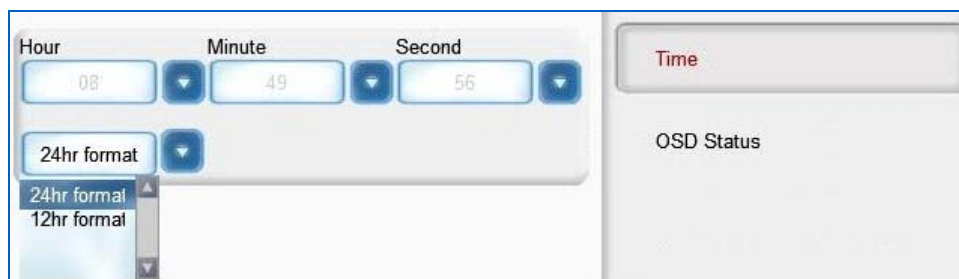 Hour Minute Second
08 49 56
24hr format
24hr format
12hr format
Time
OSD Status